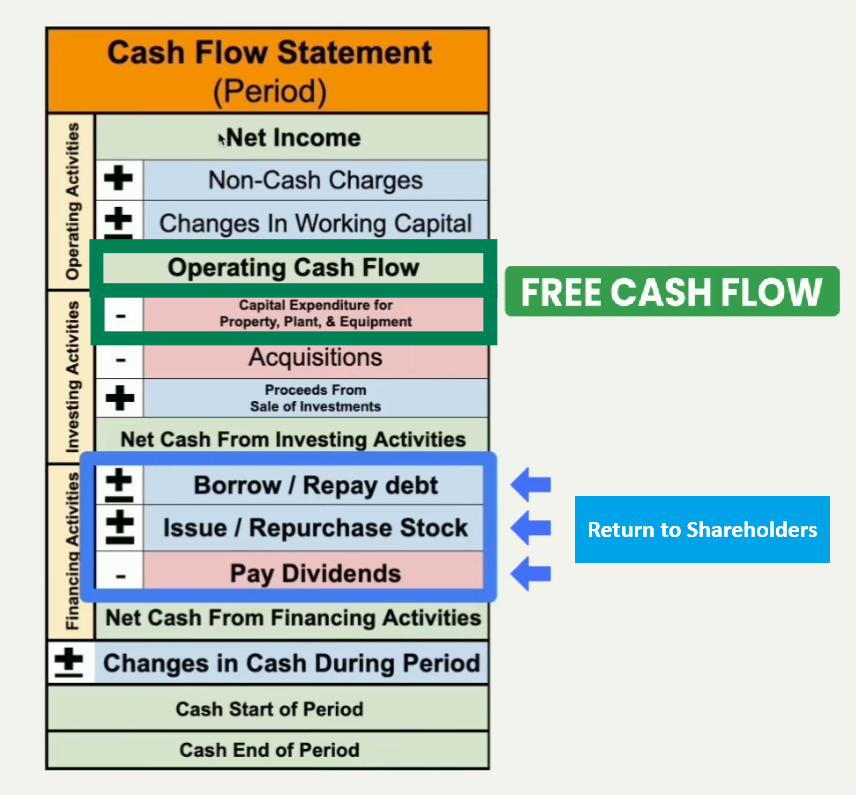 Cash Flow Statement
(Period)
Operating Activities
Net Income
+ Non-Cash Charges
± Changes In Working Capital
Operating Cash Flow
FREE CASH FLOW
Investing Activities
- Capital Expenditure for
Property, Plant, & Equipment
- Acquisitions
+ Proceeds From
Sale of Investments
Net Cash From Investing Activities
Financing Activities
± Borrow / Repay debt
± Issue / Repurchase Stock
Return to Shareholders
- Pay Dividends
Net Cash From Financing Activities
± Changes in Cash During Period
Cash Start of Period
Cash End of Period